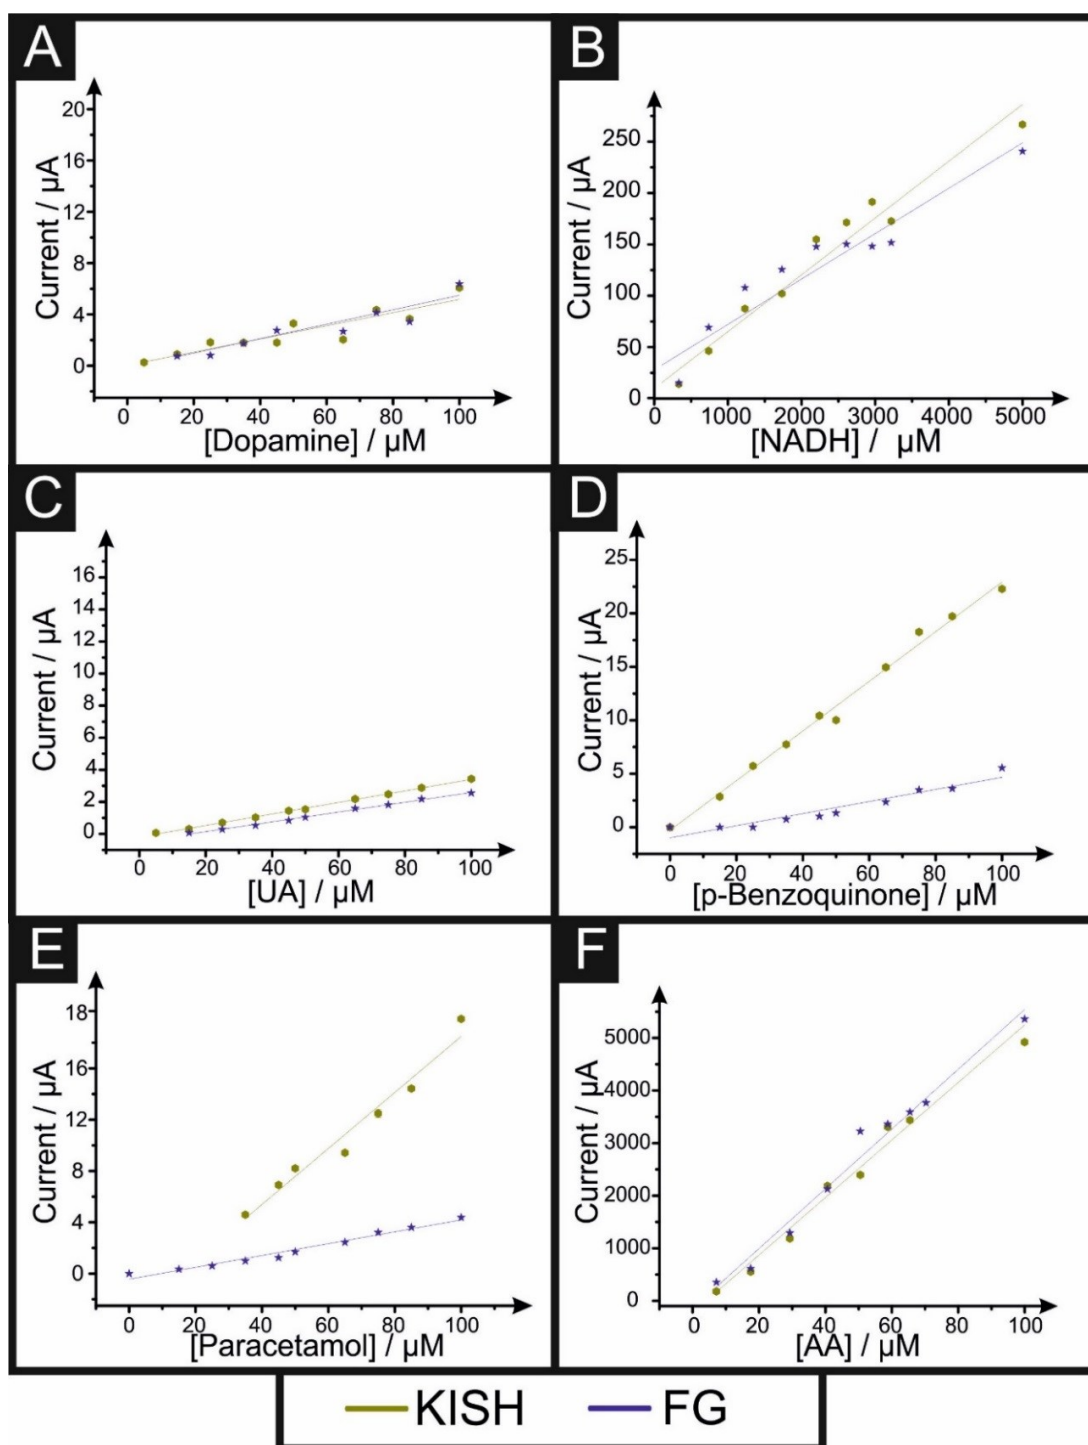 A
Current / µA
20
16
12
8
4
0
0 20 40 60 80 100
[Dopamine] / µM
B
Current / µA
250
200
150
100
50
0
0 1000 2000 3000 4000 5000
[NADH] / µM
C
Current / µA
16
14
12
10
8
6
4
2
0
0 20 40 60 80 100
[UA] / µM
D
Current / µA
25
20
15
10
5
0
0 20 40 60 80 100
[p-Benzoquinone] / µM
E
Current / µA
18
16
12
8
4
0
0 20 40 60 80 100
[Paracetamol] / µM
F
Current / µA
5000
4000
3000
2000
1000
0
0 20 40 60 80 100
[AA] / µM
KISH FG